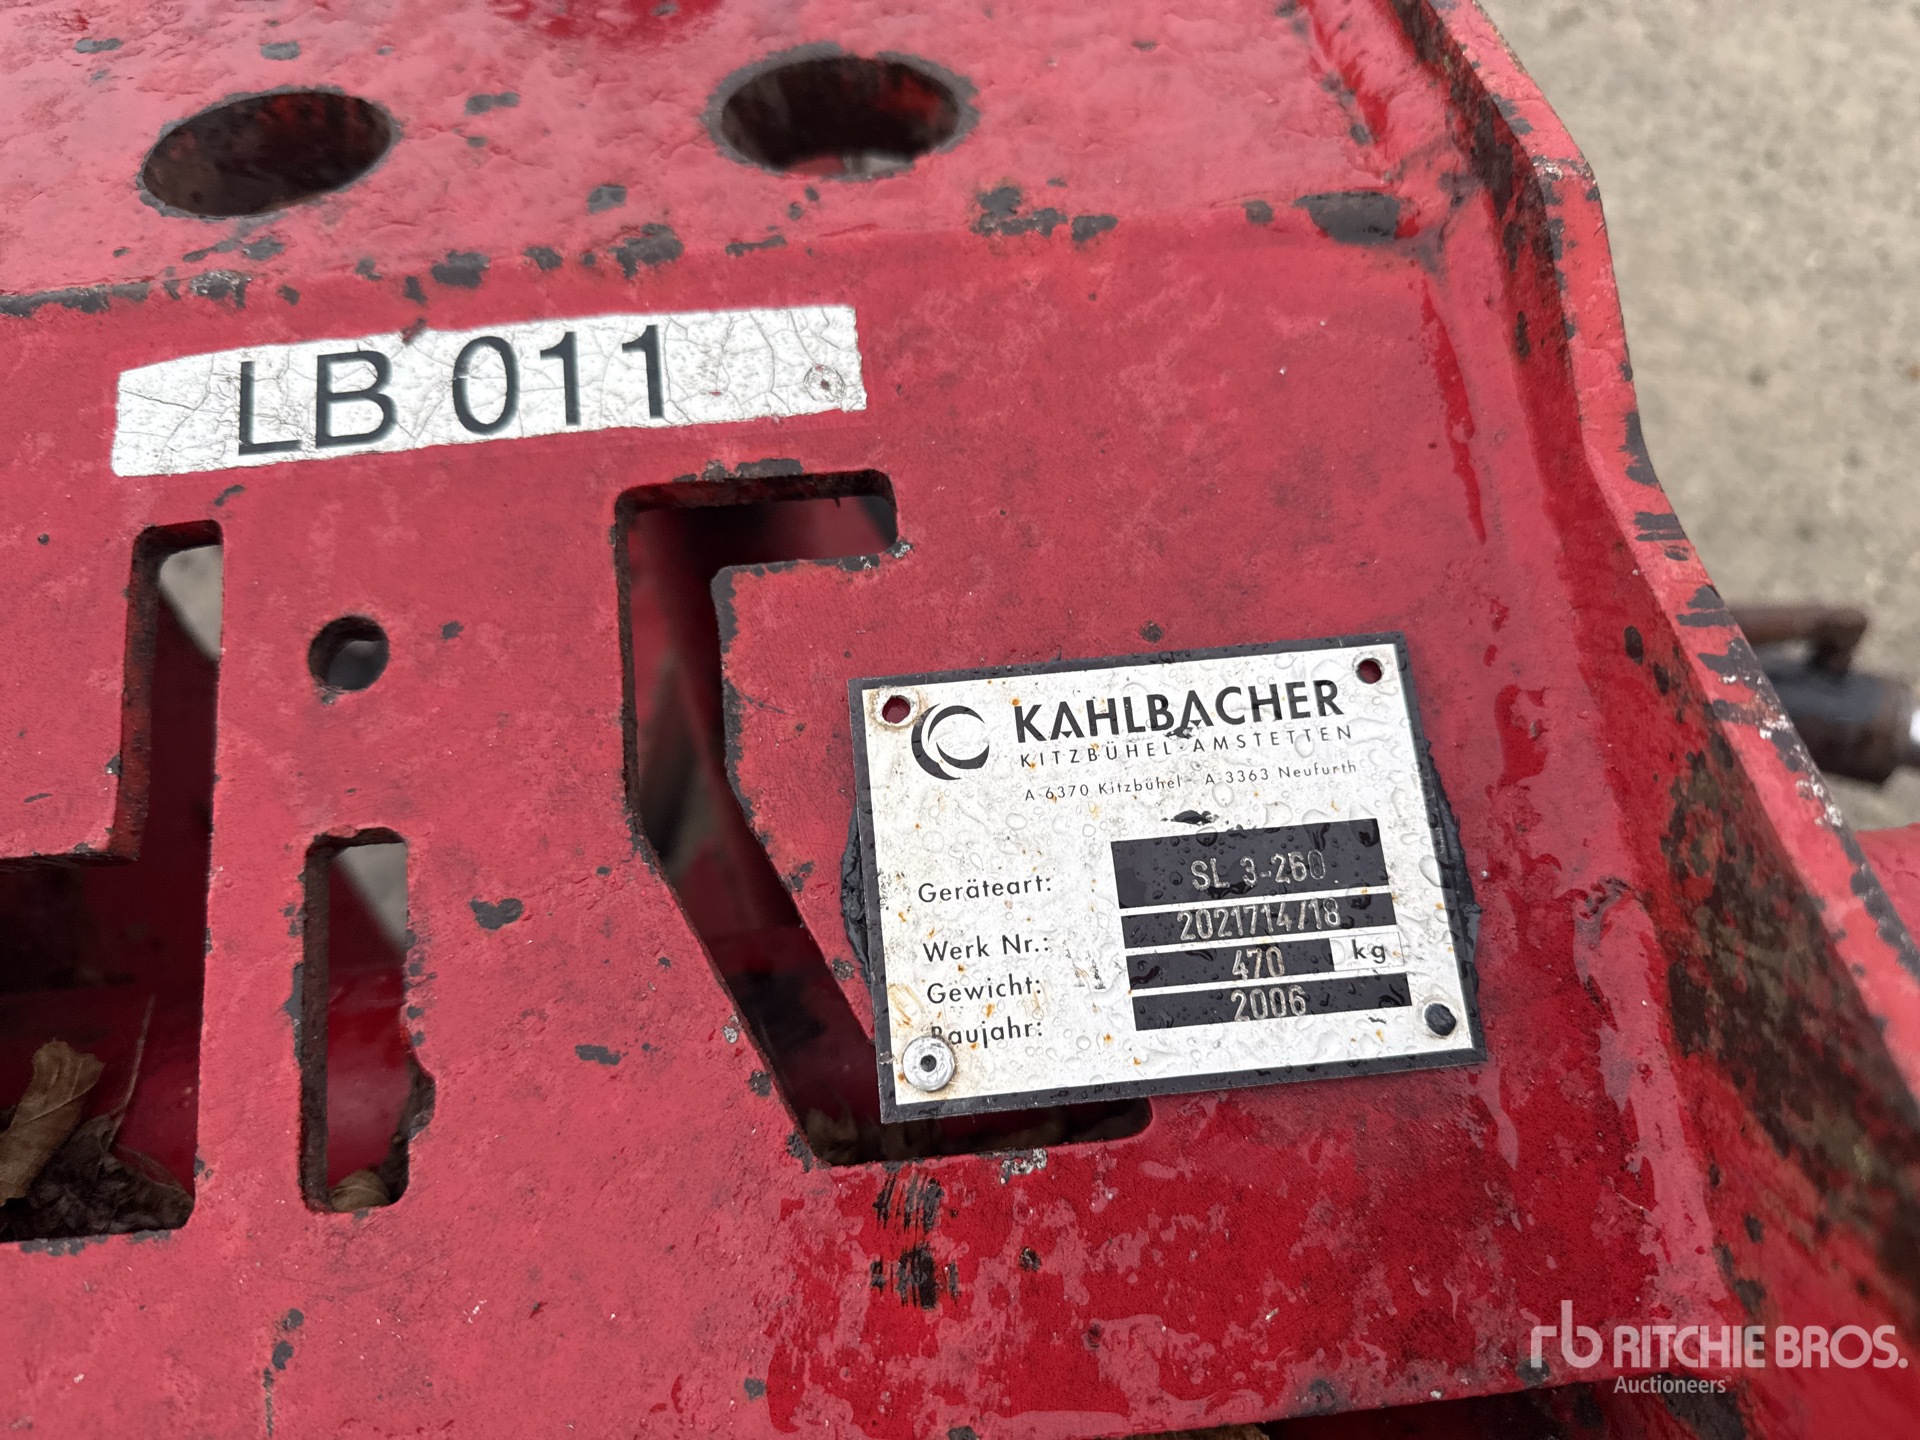 LB 011
KAHLBACHER
KITZBÜHEL·AMSTETTEN
A-6370 Kitzbühel - A-3363 Neufurth
Geräteart: SL 3-260
Werk Nr.: 2021714/18
Gewicht: 470 kg
Baujahr: 2006
rb RITCHIE BROS.
Auctioneers